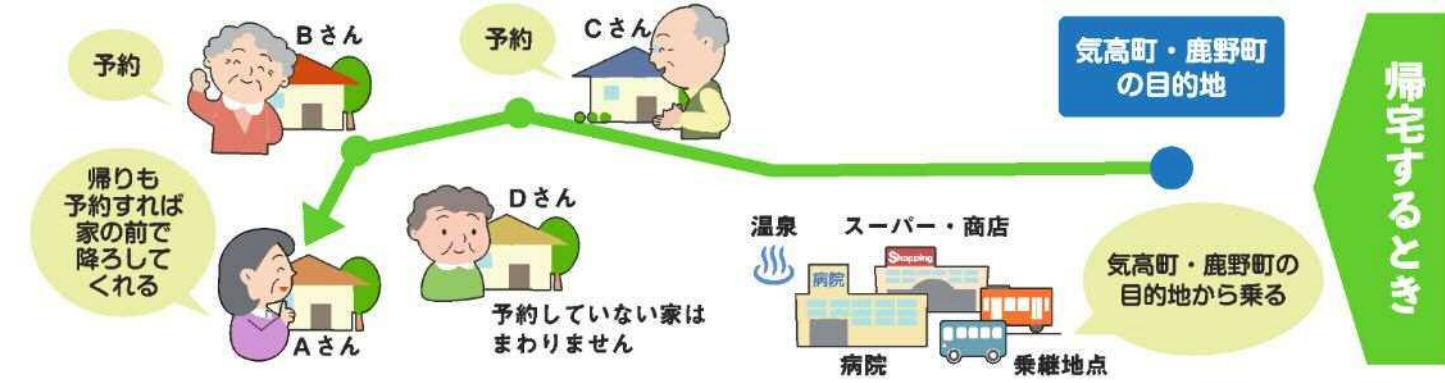 帰宅するとき
気高町・鹿野町
の目的地
Cさん
予約
Bさん
予約
帰りも
予約すれば
家の前で
降ろして
くれる
Aさん
Dさん
予約していない家は
まわりません
温泉
スーパー・商店
Shopping
病院
病院
乗継地点
気高町・鹿野町の
目的地から乗る